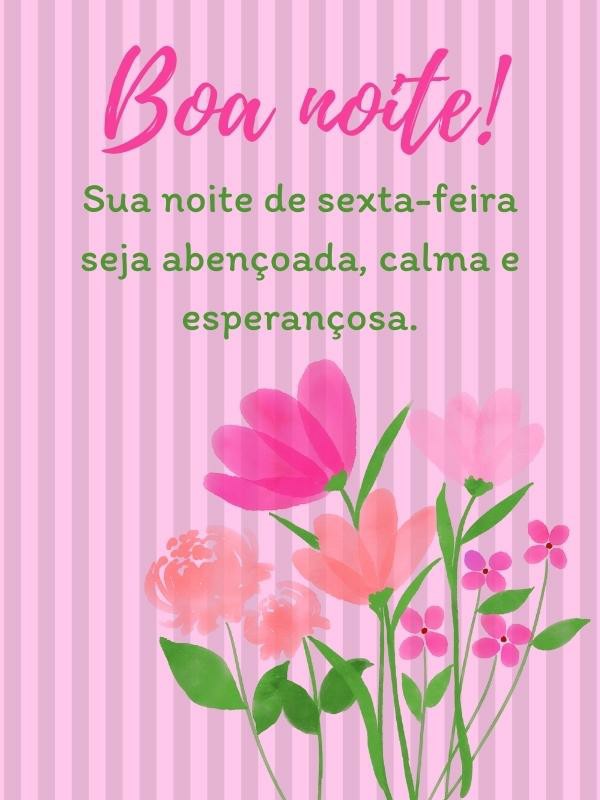 Boa noite!
Sua noite de sexta-feira
seja abençoada, calma e
esperançosa.